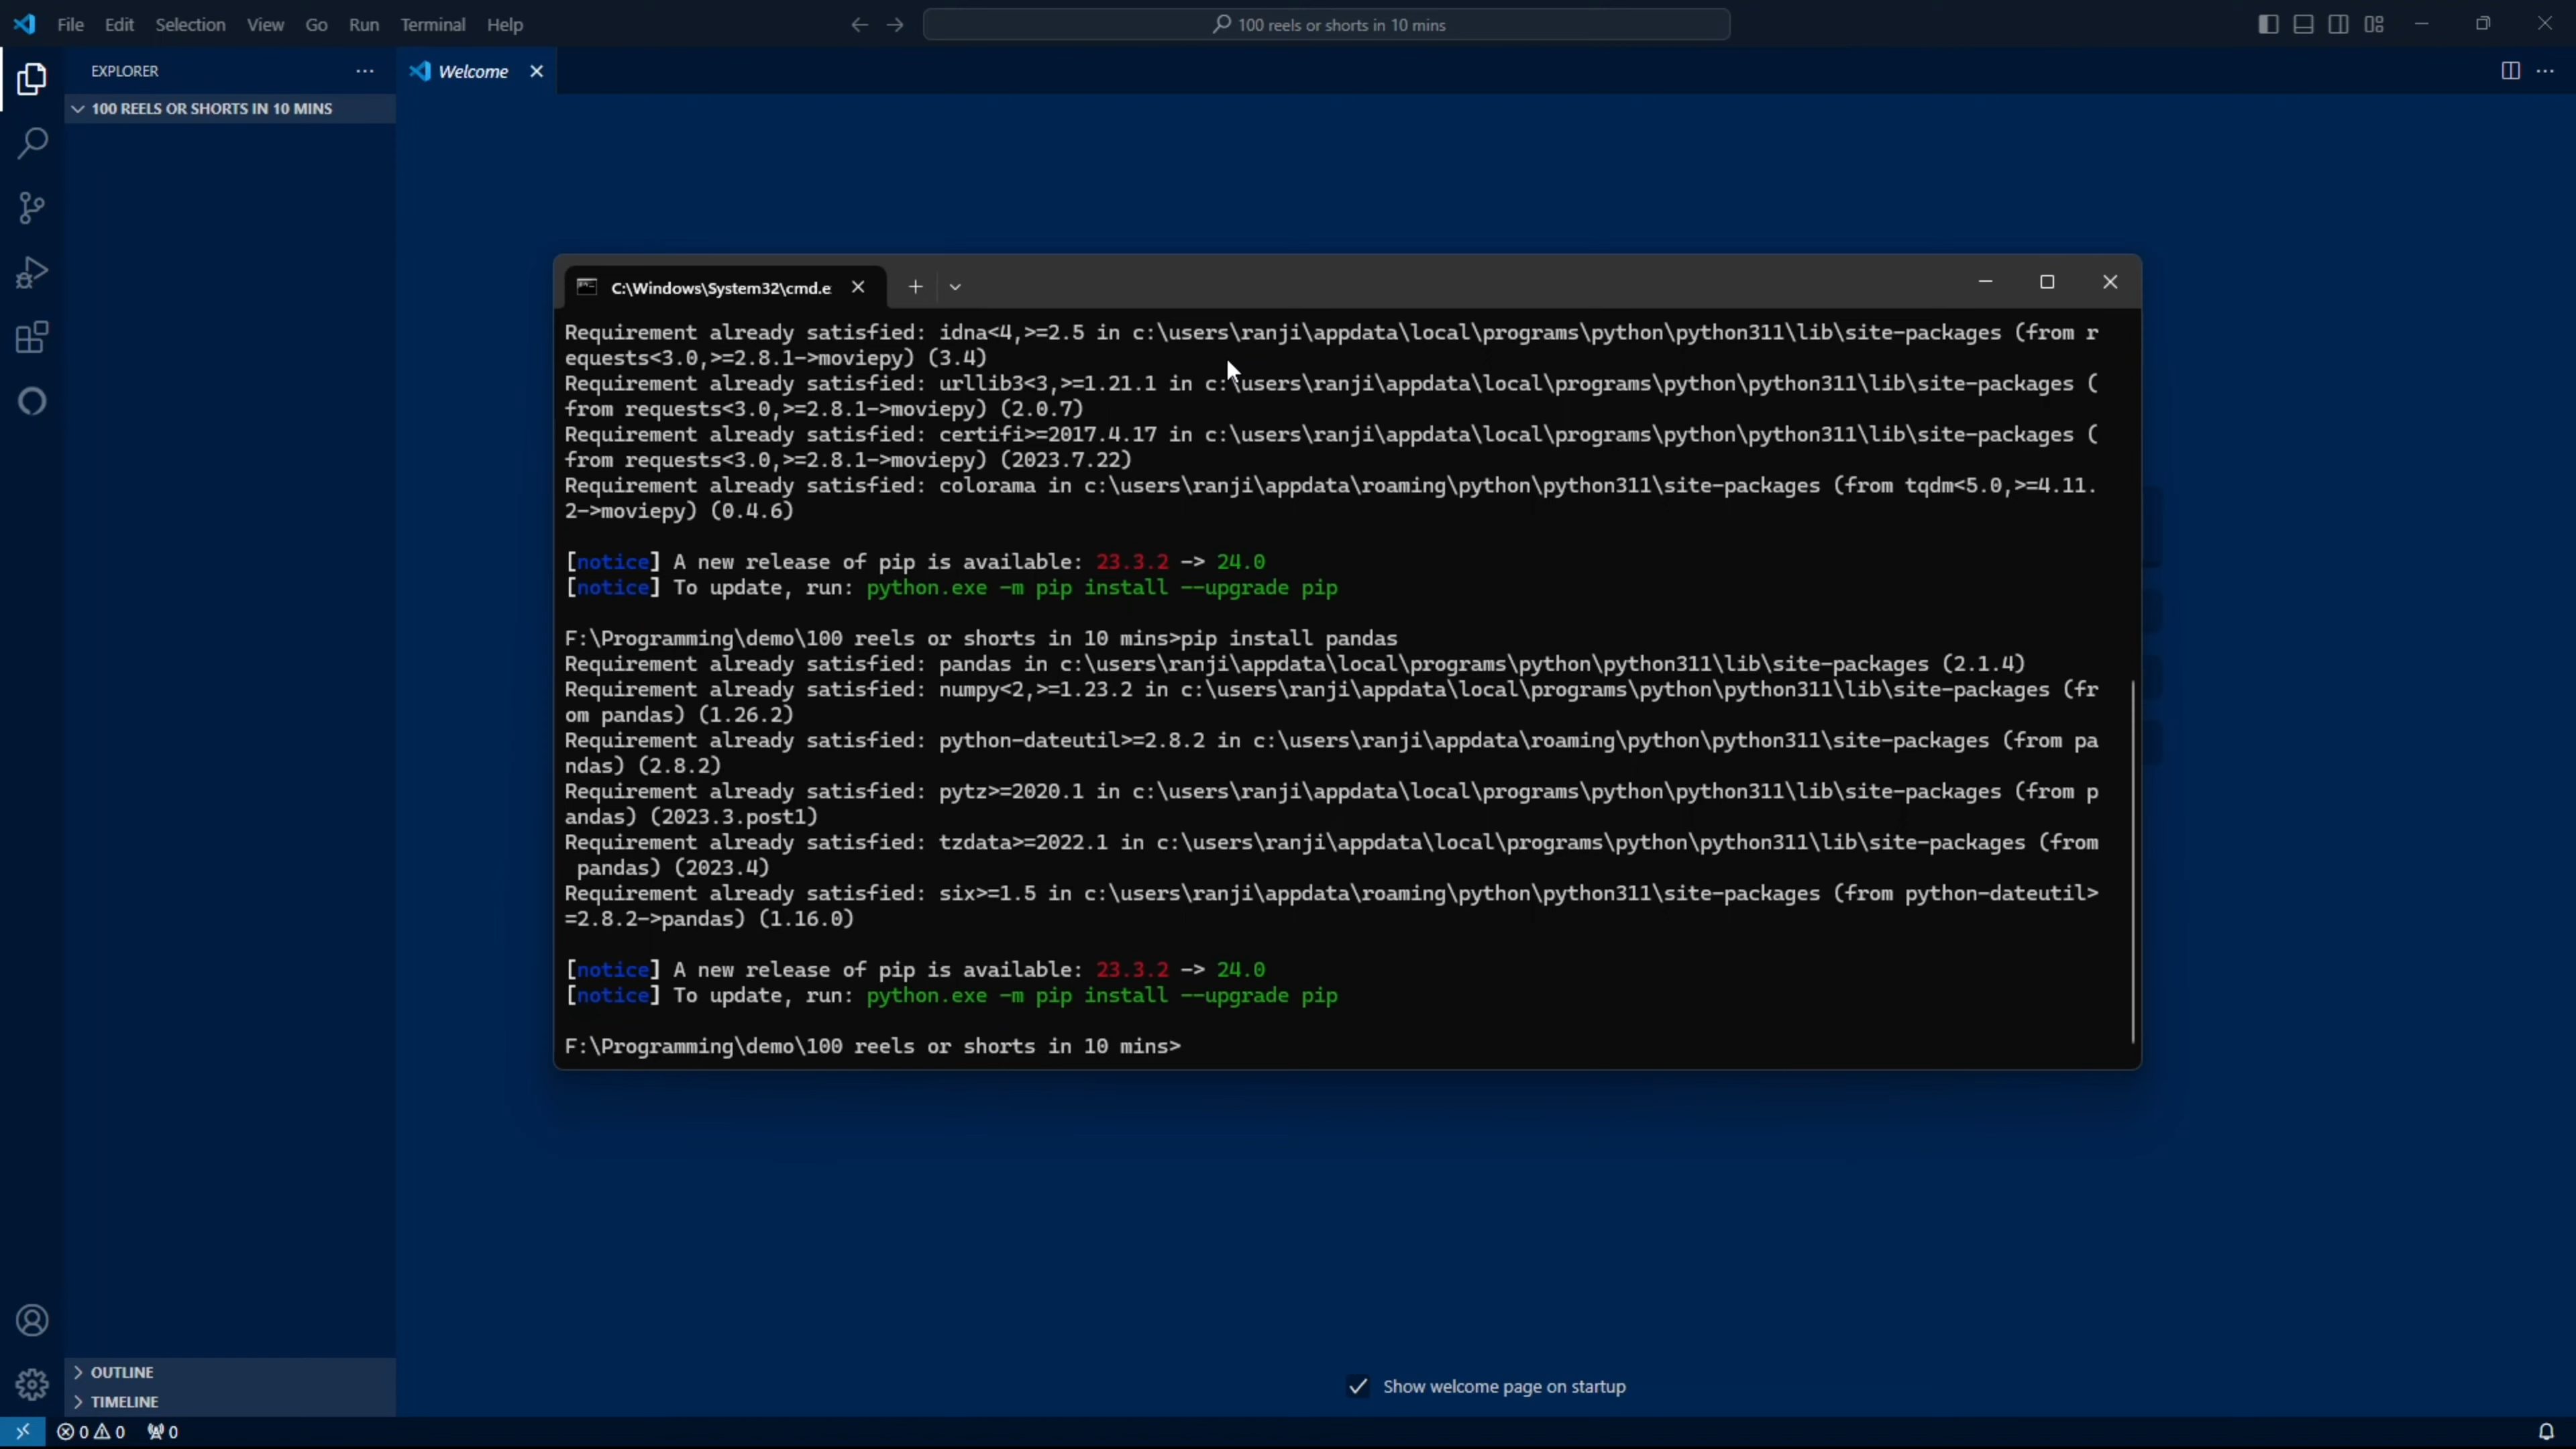 File Edit Selection View Go Run Terminal Help
100 reels or shorts in 10 mins
EXPLORER
Welcome
100 REELS OR SHORTS IN 10 MINS
C:\Windows\System32\cmd.e
Requirement already satisfied: idna<4,>=2.5 in c:\users\ranji\appdata\local\programs\python\python311\lib\site-packages (from r
equests<3.0,>=2.8.1->moviepy) (3.4)
Requirement already satisfied: urllib3<3,>=1.21.1 in c:\users\ranji\appdata\local\programs\python\python311\lib\site-packages (
from requests<3.0,>=2.8.1->moviepy) (2.0.7)
Requirement already satisfied: certifi>=2017.4.17 in c:\users\ranji\appdata\local\programs\python\python311\lib\site-packages (
from requests<3.0,>=2.8.1->moviepy) (2023.7.22)
Requirement already satisfied: colorama in c:\users\ranji\appdata\roaming\python\python311\site-packages (from tqdm<5.0,>=4.11.
2->moviepy) (0.4.6)
[notice] A new release of pip is available: 23.3.2 -> 24.0
[notice] To update, run: python.exe -m pip install --upgrade pip
F:\Programming\demo\100 reels or shorts in 10 mins>pip install pandas
Requirement already satisfied: pandas in c:\users\ranji\appdata\local\programs\python\python311\lib\site-packages (2.1.4)
Requirement already satisfied: numpy<2,>=1.23.2 in c:\users\ranji\appdata\local\programs\python\python311\lib\site-packages (fr
om pandas) (1.26.2)
Requirement already satisfied: python-dateutil>=2.8.2 in c:\users\ranji\appdata\roaming\python\python311\site-packages (from pa
ndas) (2.8.2)
Requirement already satisfied: pytz>=2020.1 in c:\users\ranji\appdata\local\programs\python\python311\lib\site-packages (from p
andas) (2023.3.post1)
Requirement already satisfied: tzdata>=2022.1 in c:\users\ranji\appdata\local\programs\python\python311\lib\site-packages (from
 pandas) (2023.4)
Requirement already satisfied: six>=1.5 in c:\users\ranji\appdata\roaming\python\python311\site-packages (from python-dateutil>
=2.8.2->pandas) (1.16.0)
[notice] A new release of pip is available: 23.3.2 -> 24.0
[notice] To update, run: python.exe -m pip install --upgrade pip
F:\Programming\demo\100 reels or shorts in 10 mins>
Show welcome page on startup
OUTLINE
TIMELINE
0 0 0